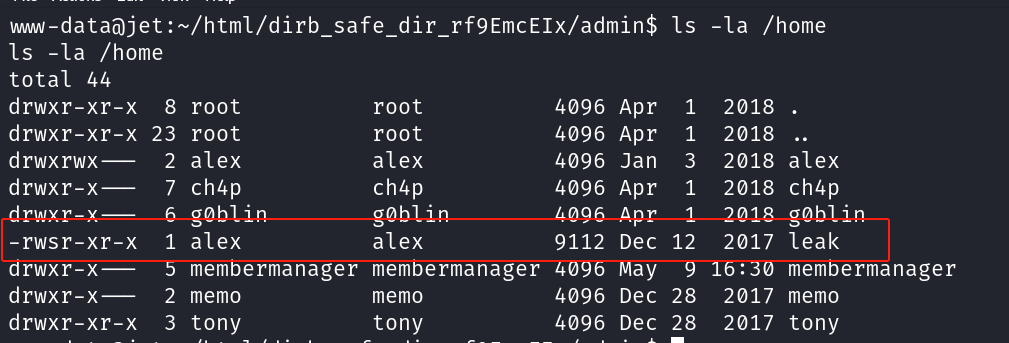 www-data@jet:~/html/dirb_safe_dir_rf9EmcEIx/admin$ ls -la /home
ls -la /home
total 44
drwxr-xr-x 8 root root 4096 Apr 1 2018 .
drwxr-xr-x 23 root root 4096 Apr 1 2018 ..
drwxrwx--- 2 alex alex 4096 Jan 3 2018 alex
drwxr-x--- 7 ch4p ch4p 4096 Apr 1 2018 ch4p
drwxr-x--- 6 g0blin g0blin 4096 Apr 1 2018 g0blin
-rwsr-xr-x 1 alex alex 9112 Dec 12 2017 leak
drwxr-x--- 5 membermanager membermanager 4096 May 9 16:30 membermanager
drwxr-x--- 2 memo memo 4096 Dec 28 2017 memo
drwxr-x--- 3 tony tony 4096 Dec 28 2017 tony